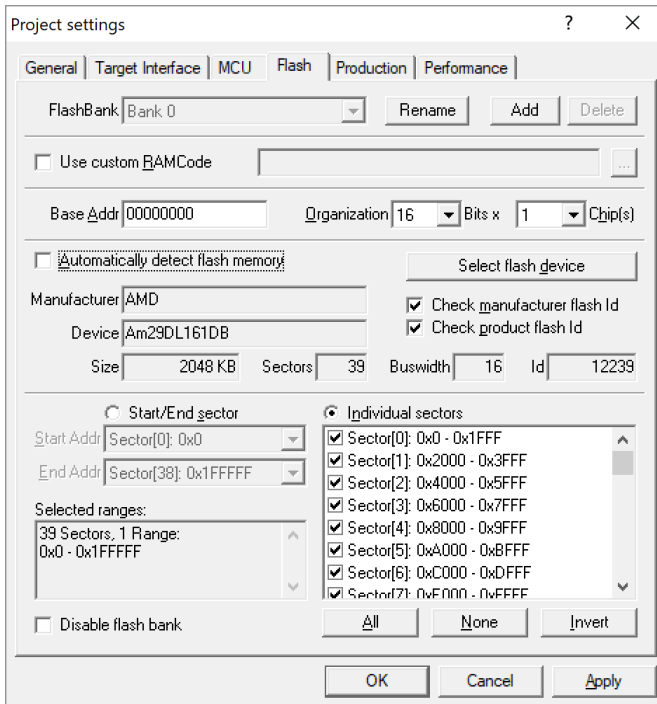 Project settings
? ×
General Target Interface MCU Flash Production Performance
FlashBank Bank 0 Rename Add Delete
Use custom RAMCode ...
Base Addr 00000000 Organization 16 Bits x 1 Chip(s)
Automatically detect flash memory Select flash device
Manufacturer AMD Check manufacturer flash Id
Device Am29DL161DB Check product flash Id
Size 2048 KB Sectors 39 Buswidth 16 Id 12239
Start/End sector
Start Addr Sector[0]: 0x0
End Addr Sector[38]: 0x1FFFFF
Selected ranges:
39 Sectors, 1 Range:
0x0 - 0x1FFFFF
Disable flash bank
Individual sectors
Sector[0]: 0x0 - 0x1FFF
Sector[1]: 0x2000 - 0x3FFF
Sector[2]: 0x4000 - 0x5FFF
Sector[3]: 0x6000 - 0x7FFF
Sector[4]: 0x8000 - 0x9FFF
Sector[5]: 0xA000 - 0xBFFF
Sector[6]: 0xC000 - 0xDFFF
Sector[7]: 0xE000 - 0xFFFF
All None Invert
OK Cancel Apply